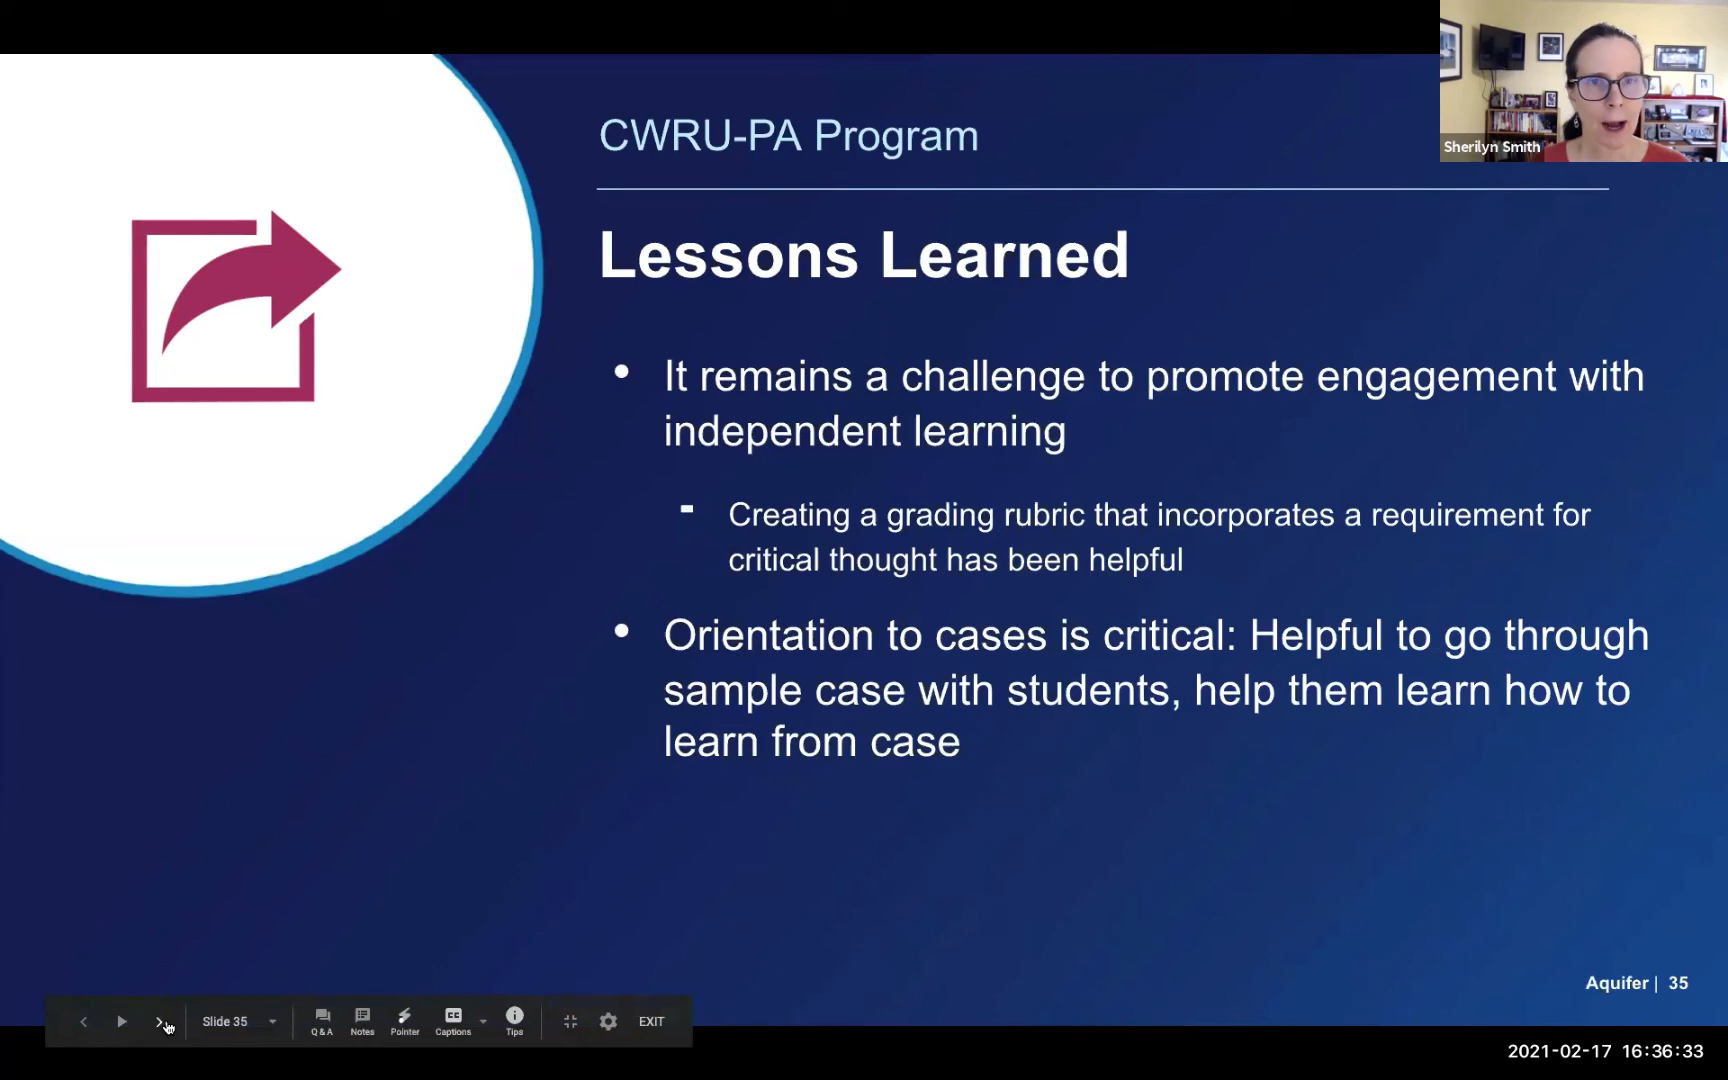 CWRU-PA Program
Sherilyn Smith
Lessons Learned
• It remains a challenge to promote engagement with
independent learning
- Creating a grading rubric that incorporates a requirement for
critical thought has been helpful
• Orientation to cases is critical: Helpful to go through
sample case with students, help them learn how to
learn from case
Aquifer | 35
Slide 35
Q & A
Notes
Pointer
CC
Captions
Tips
EXIT
2021-02-17 16:36:33